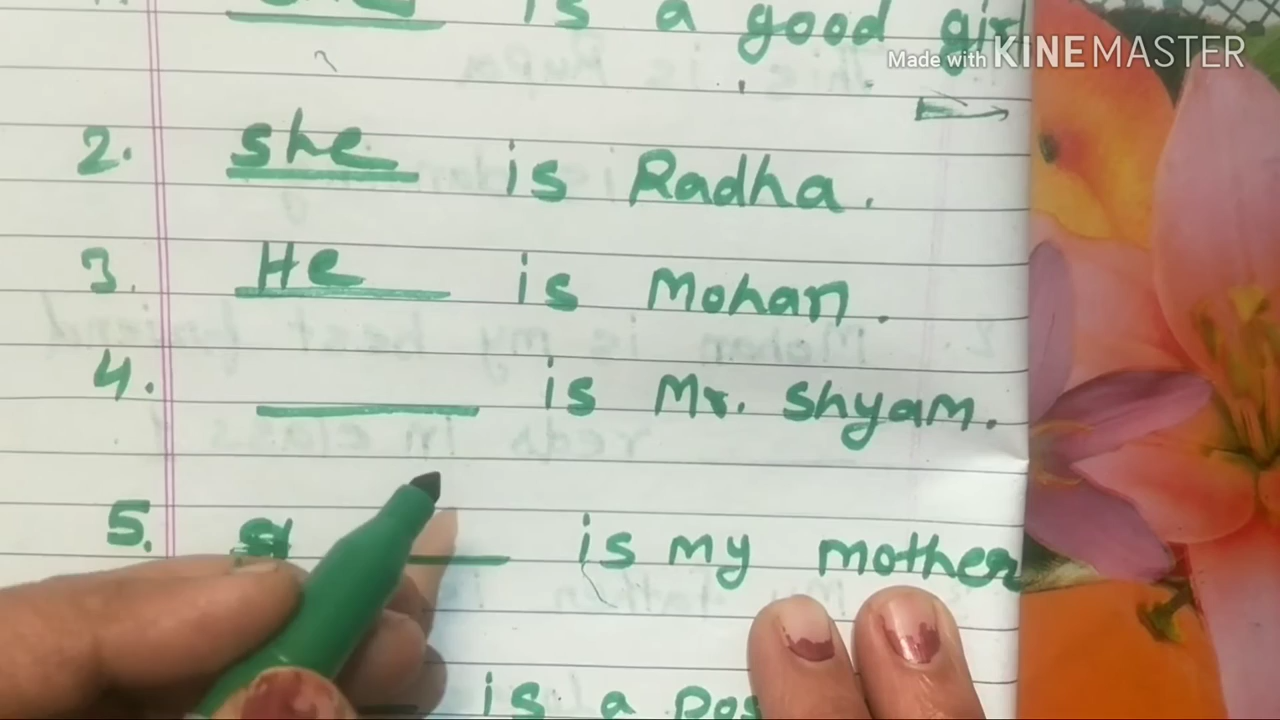 is a good girl
Made with KINEMASTER
2. She is Radha.
3. He is Mohan.
4. is Mr. Shyam.
5. is my mother
is a